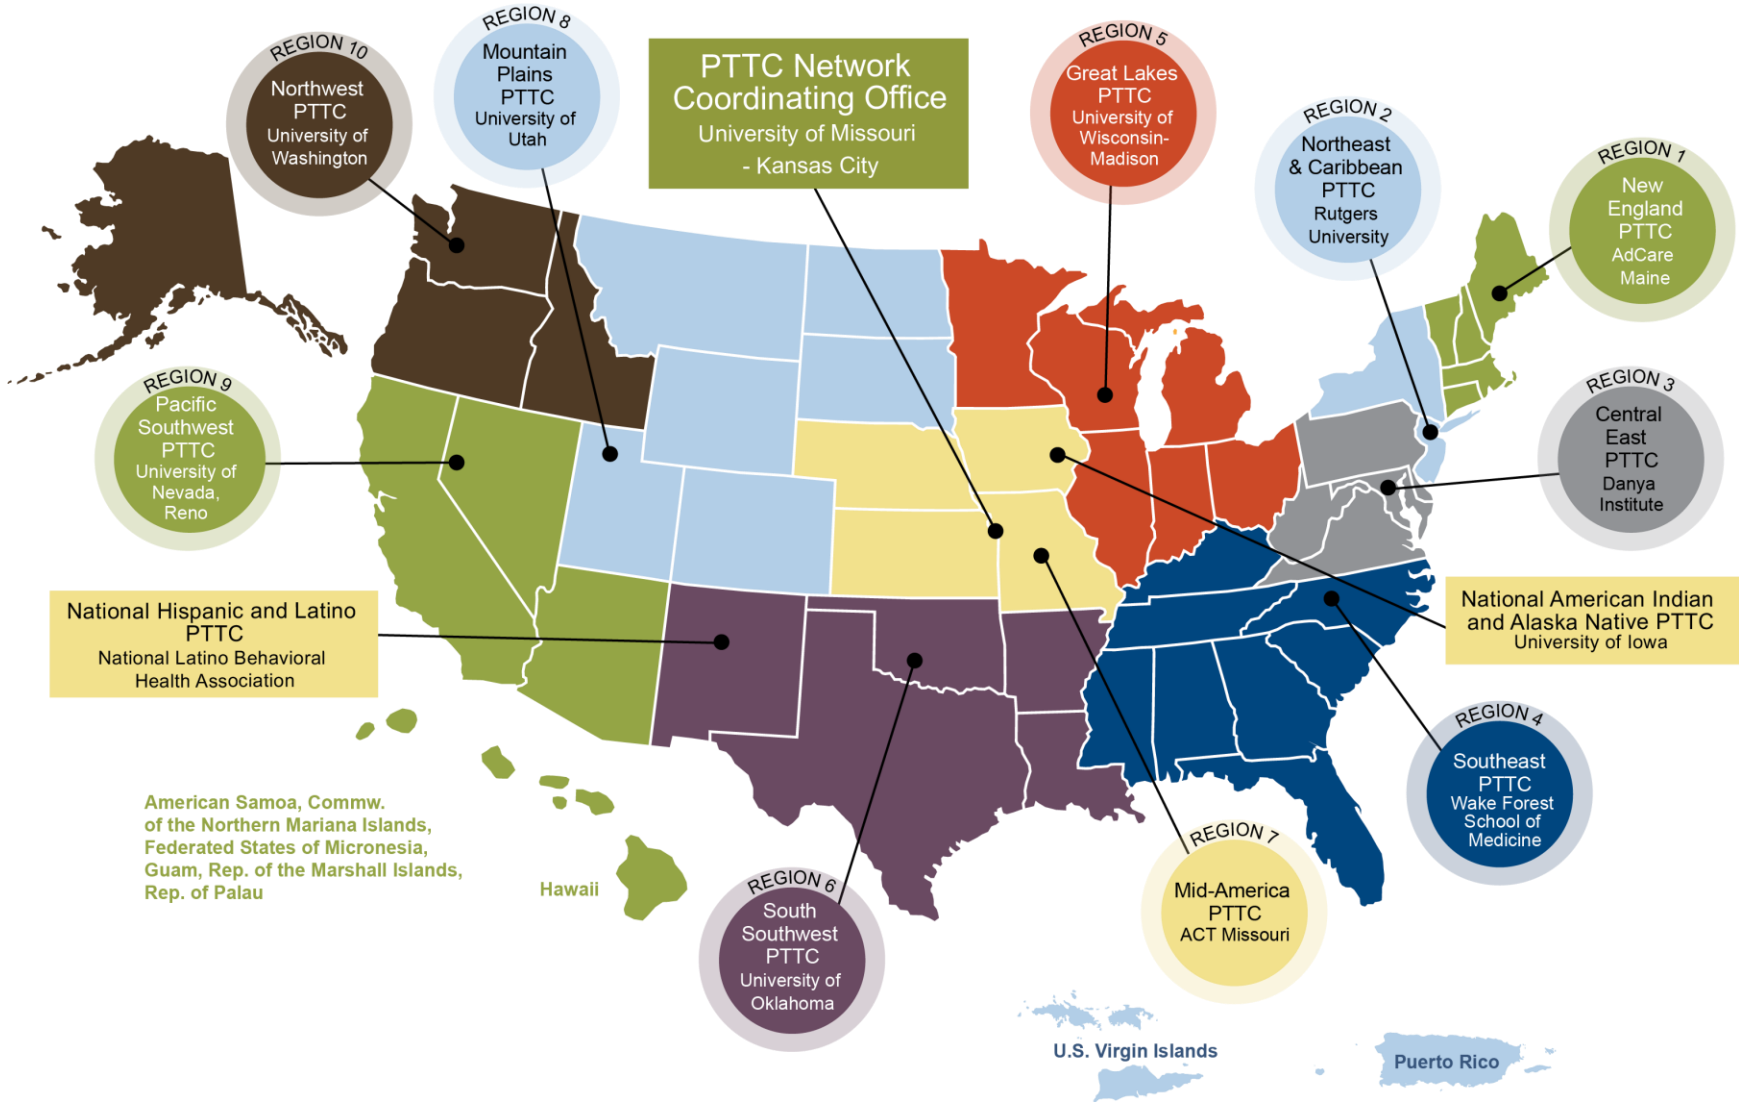 REGION 10
Northwest
PTTC
University of
Washington
REGION 8
Mountain
Plains
PTTC
University of
Utah
PTTC Network
Coordinating Office
University of Missouri
- Kansas City
REGION 5
Great Lakes
PTTC
University of
Wisconsin-
Madison
REGION 2
Northeast
& Caribbean
PTTC
Rutgers
University
REGION 1
New
England
PTTC
AdCare
Maine
REGION 9
Pacific
Southwest
PTTC
University of
Nevada,
Reno
REGION 3
Central
East
PTTC
Danya
Institute
National Hispanic and Latino
PTTC
National Latino Behavioral
Health Association
National American Indian
and Alaska Native PTTC
University of Iowa
REGION 4
Southeast
PTTC
Wake Forest
School of
Medicine
American Samoa, Commw.
of the Northern Mariana Islands,
Federated States of Micronesia,
Guam, Rep. of the Marshall Islands,
Rep. of Palau
Hawaii
REGION 6
South
Southwest
PTTC
University of
Oklahoma
REGION 7
Mid-America
PTTC
ACT Missouri
U.S. Virgin Islands
Puerto Rico